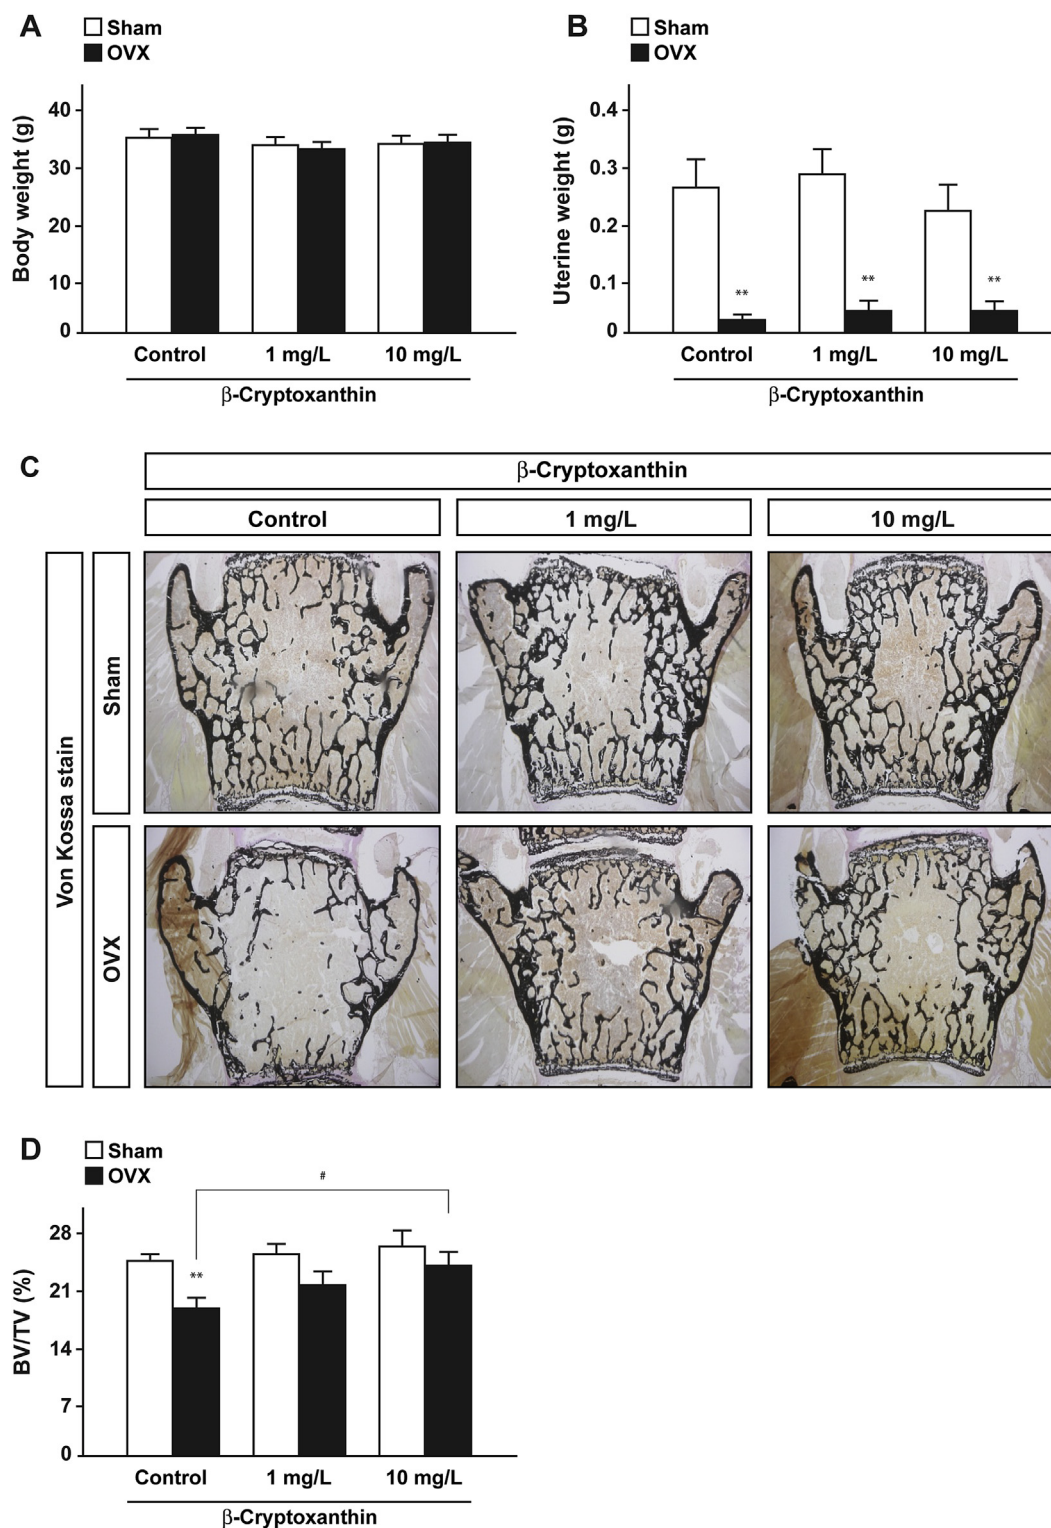 A
Sham
OVX
Body weight (g)
40
30
20
10
0
Control
1 mg/L
10 mg/L
β-Cryptoxanthin
B
Sham
OVX
Uterine weight (g)
0.4
0.3
0.2
0.1
0
**
**
**
Control
1 mg/L
10 mg/L
β-Cryptoxanthin
C
β-Cryptoxanthin
Control
1 mg/L
10 mg/L
Von Kossa stain
Sham
OVX
D
Sham
OVX
#
BV/TV (%)
28
21
14
7
0
**
Control
1 mg/L
10 mg/L
β-Cryptoxanthin